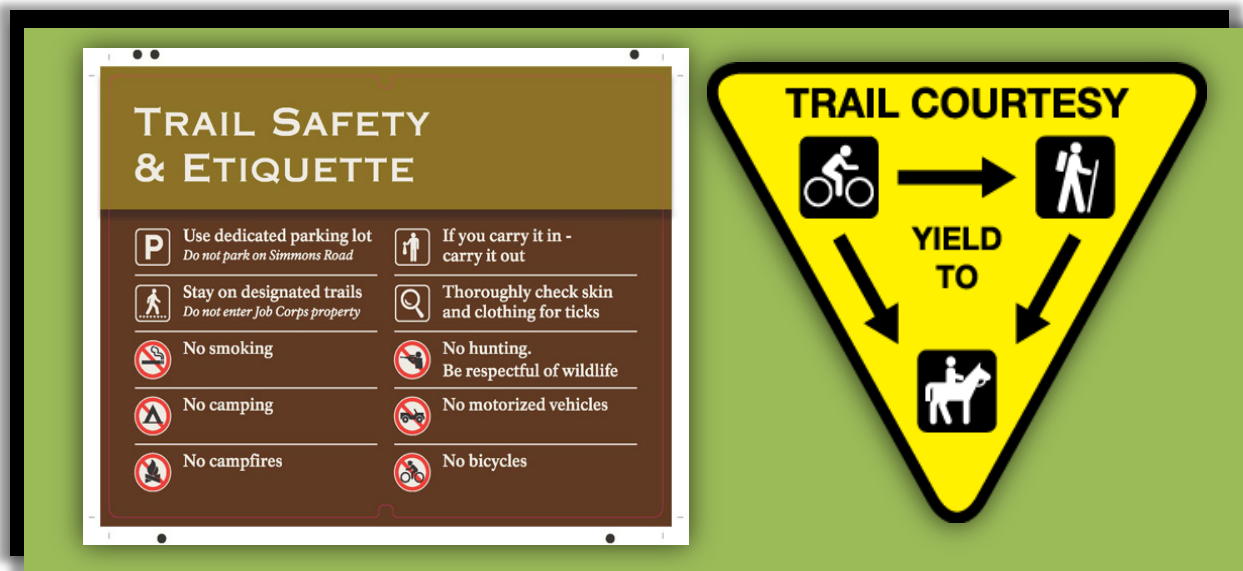 TRAIL SAFETY
& ETIQUETTE
P
Use dedicated parking lot
Do not park on Simmons Road
Stay on designated trails
Do not enter Job Corps property
No smoking
No camping
No campfires
If you carry it in -
carry it out
Thoroughly check skin
and clothing for ticks
No hunting.
Be respectful of wildlife
No motorized vehicles
No bicycles
TRAIL COURTESY
YIELD
TO